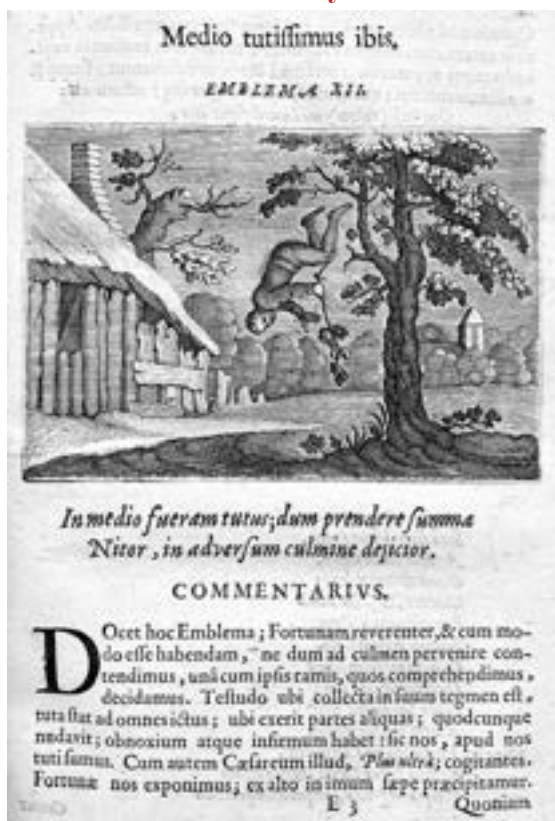 Medio tutissimus ibis.
EMBLEMA XII.
In medio fueram tutus; dum prendere summa
Nitor, in adversum culmine dejicior.
COMMENTARIVS.
DOcet hoc Emblema; Fortunam reverenter, & cum mo-
do esse habendam, ne dum ad culmen pervenire con-
tendimus, unà cum ipsis ramis, quos comprehendimus,
decidamus. Testudo ubi collecta in suum tegmen est,
tuta stat ad omnes ictus; ubi exerit partes aliquas; quodcunque
nudavit; obnoxium atque infirmum habet: sic nos, apud nos
tuti sumus. Cum autem Cæsareum illud, Plus ultrà; cogitantes.
Fortunæ nos exponimus; ex alto in imum sæpe præcipitamur.
E 3 Quoniam